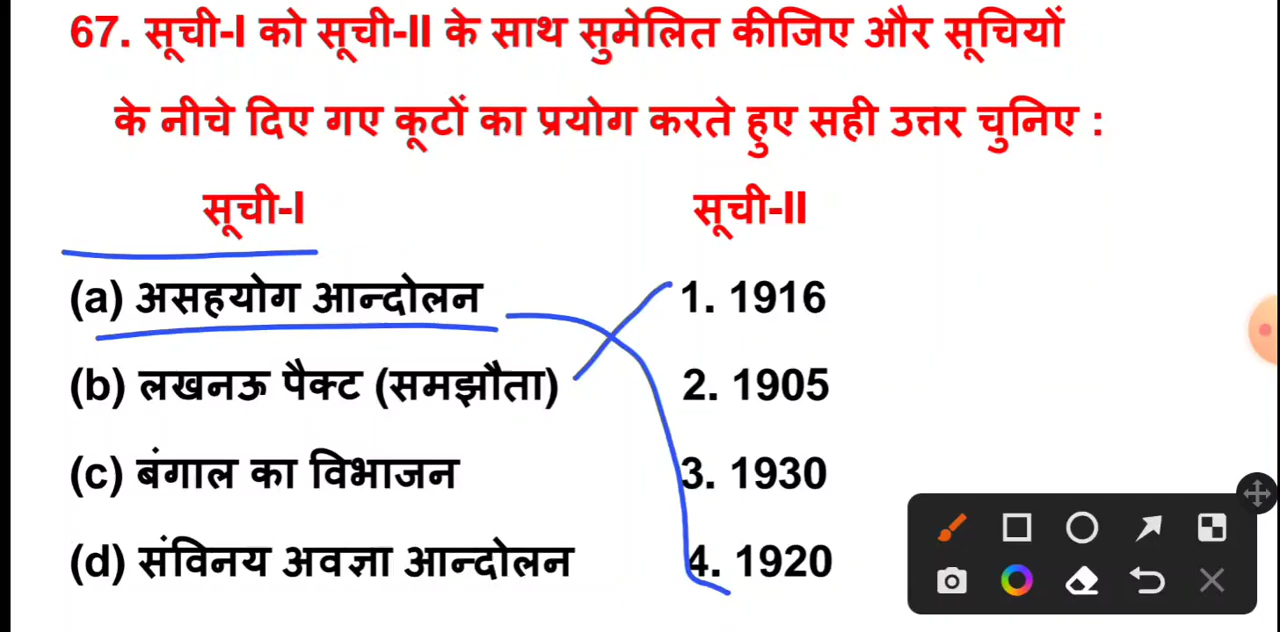 67. सूची-I को सूची-II के साथ सुमेलित कीजिए और सूचियों
के नीचे दिए गए कूटों का प्रयोग करते हुए सही उत्तर चुनिए :
सूची-I सूची-II
(a) असहयोग आन्दोलन 1. 1916
(b) लखनऊ पैक्ट (समझौता) 2. 1905
(c) बंगाल का विभाजन 3. 1930
(d) संविनय अवज्ञा आन्दोलन 4. 1920